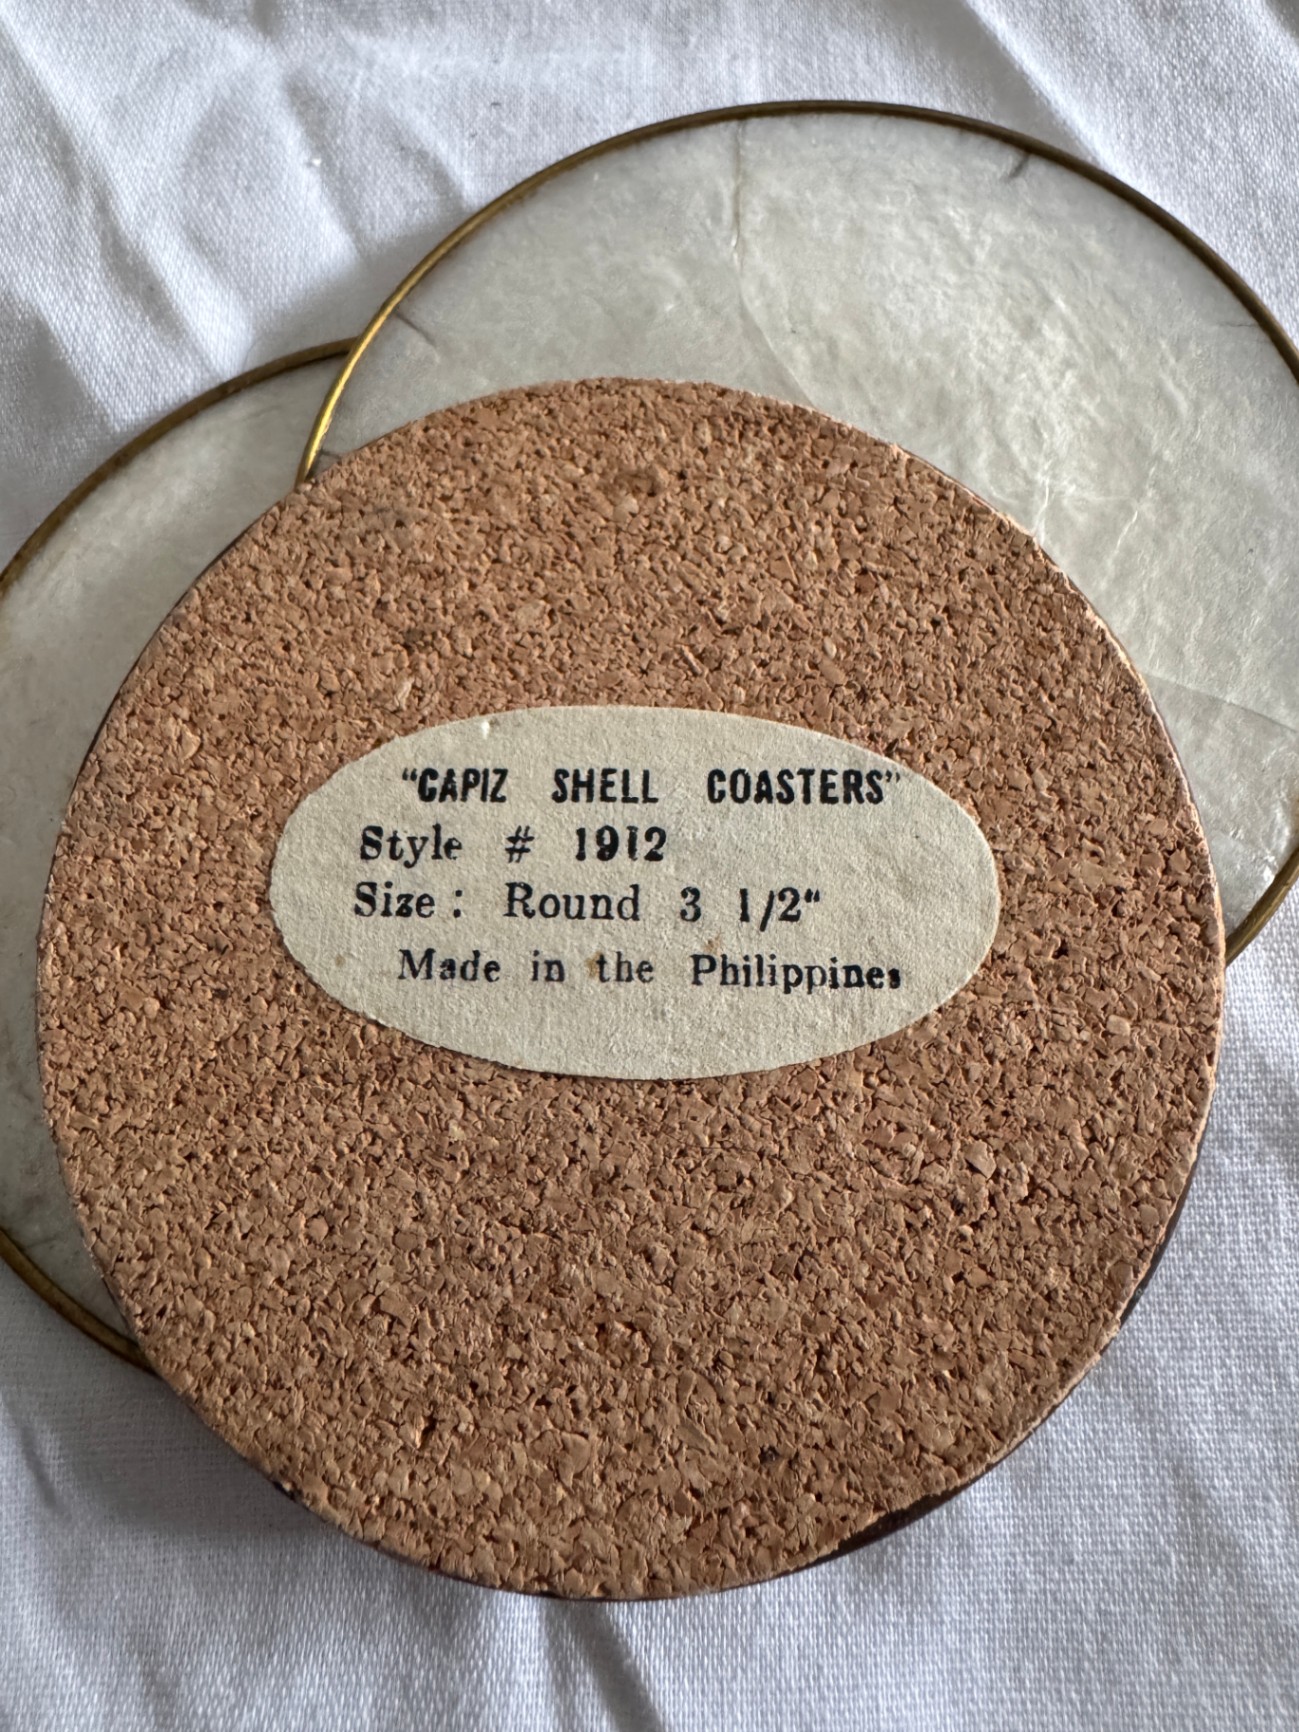 “CAPIZ SHELL COASTERS”
Style # 1912
Size: Round 3 1/2“
Made in the Philippines